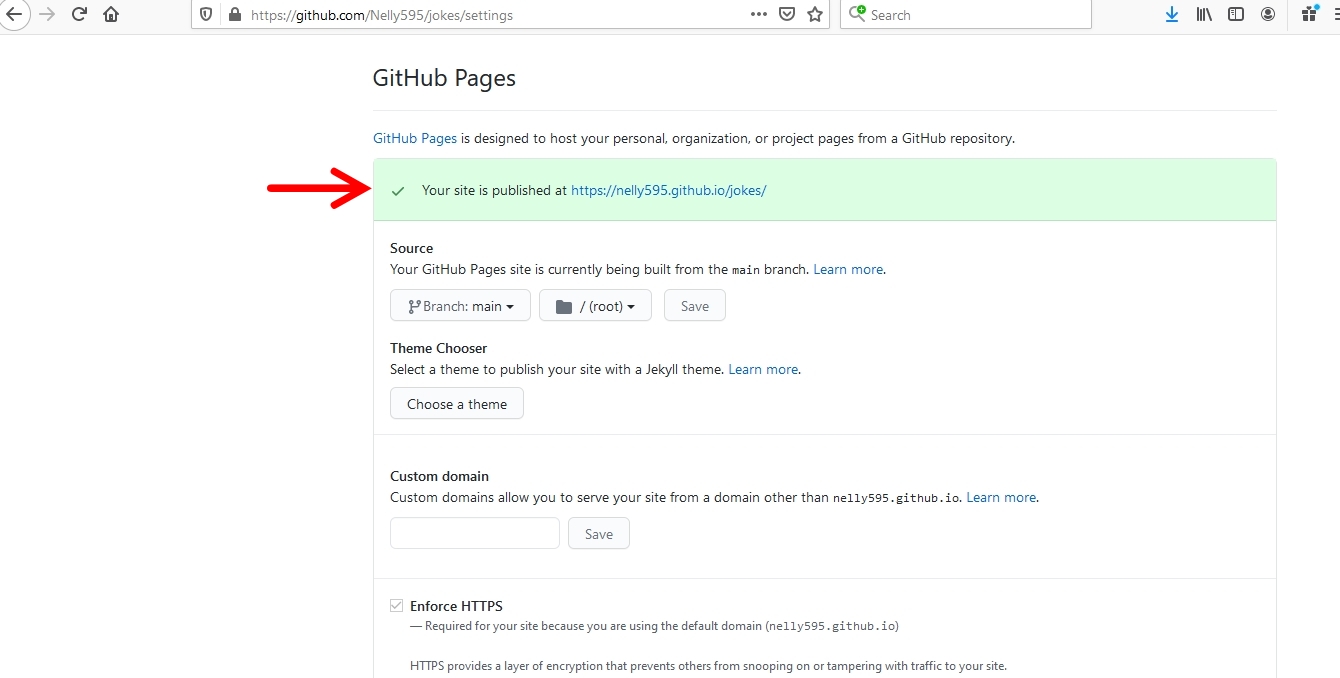 https://github.com/Nelly595/jokes/settings
Search
GitHub Pages
GitHub Pages is designed to host your personal, organization, or project pages from a GitHub repository.
Your site is published at https://nelly595.github.io/jokes/
Source
Your GitHub Pages site is currently being built from the main branch. Learn more.
Branch: main / (root) Save
Theme Chooser
Select a theme to publish your site with a Jekyll theme. Learn more.
Choose a theme
Custom domain
Custom domains allow you to serve your site from a domain other than nelly595.github.io. Learn more.
Save
Enforce HTTPS
— Required for your site because you are using the default domain (nelly595.github.io)
HTTPS provides a layer of encryption that prevents others from snooping on or tampering with traffic to your site.